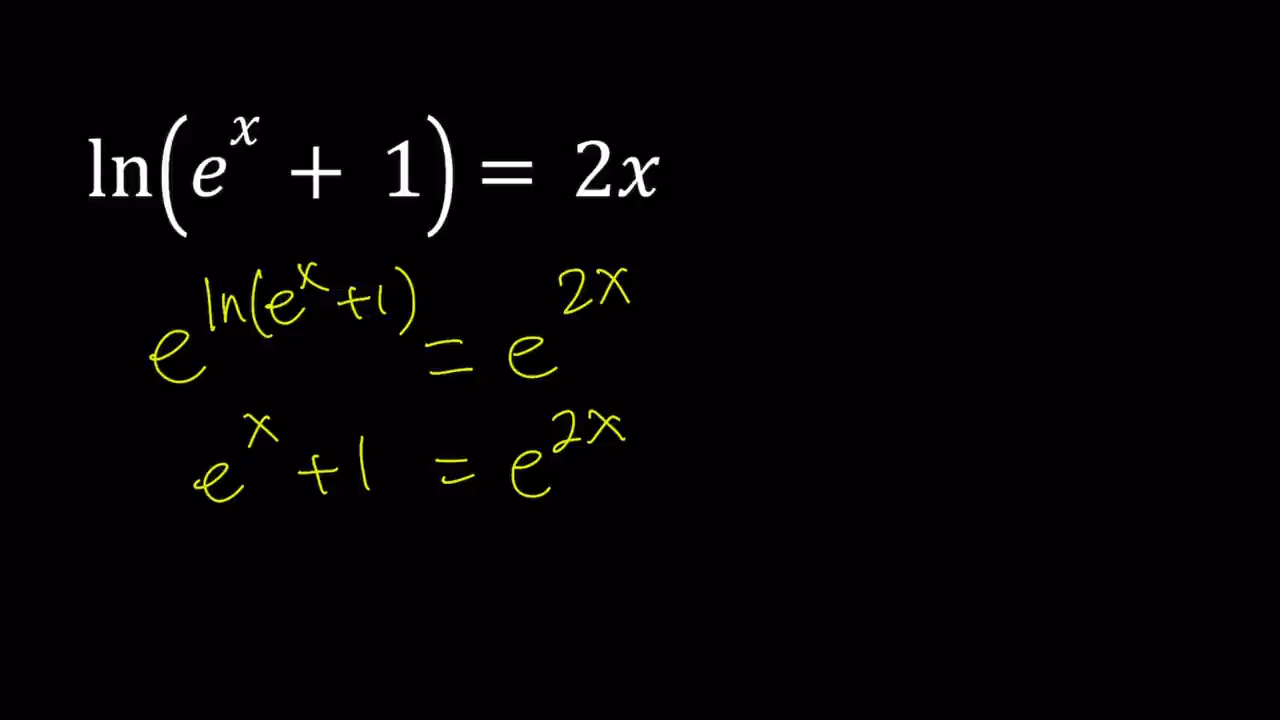 ln(e^x + 1) = 2x
e^ln(e^x +1) = e^2x
e^x +1 = e^2x